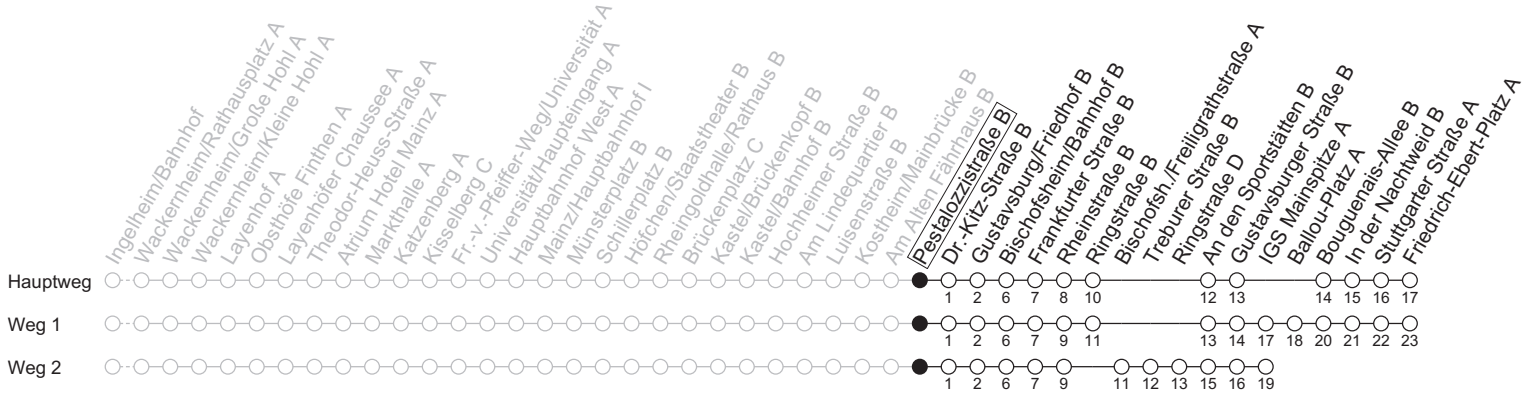 Ingelheim/Bahnhof
Wackernheim/Rathausplatz A
Wackernheim/Große Hohl A
Wackernheim/Kleine Hohl A
Layenhof A
Obsthöfe Finthen A
Layenhöfer Chaussee A
Theodor-Heuss-Straße A
Atrium Hotel Mainz A
Markthalle A
Katzenberg A
Kisselberg C
Fr.-v.-Pfeiffer-Weg/Universität A
Universität/Haupteingang A
Hauptbahnhof West A
Mainz/Hauptbahnhof I
Münsterplatz B
Schillerplatz B
Höfchen/Staatstheater B
Rheingoldhalle/Rathaus B
Brückenplatz C
Kastel/Brückenkopf B
Kastel/Bahnhof B
Hochheimer Straße B
Am Lindequartier B
Luisenstraße B
Kostheim/Mainbrücke B
Am Alten Fährhaus B
Pestalozzistraße B
Dr.-Kitz-Straße B
Gustavsburg/Friedhof B
Bischofsheim/Bahnhof B
Frankfurter Straße B
Rheinstraße B
Ringstraße B
Bischofsh./Freiligrathstraße A
Treburer Straße B
Ringstraße D
An den Sportstätten B
Gustavsburger Straße B
IGS Mainspitze A
Ballou-Platz A
Bouguenais-Allee B
In der Nachtweid B
Stuttgarter Straße A
Friedrich-Ebert-Platz A
Hauptweg
1 2 6 7 8 10 12 13 14 15 16 17
Weg 1
1 2 6 7 9 11 13 14 17 18 20 21 22 23
Weg 2
1 2 6 7 9 11 12 13 15 16 19